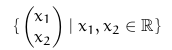 { ( x₁ x₂ ) | x₁, x₂ ∈ ℝ }